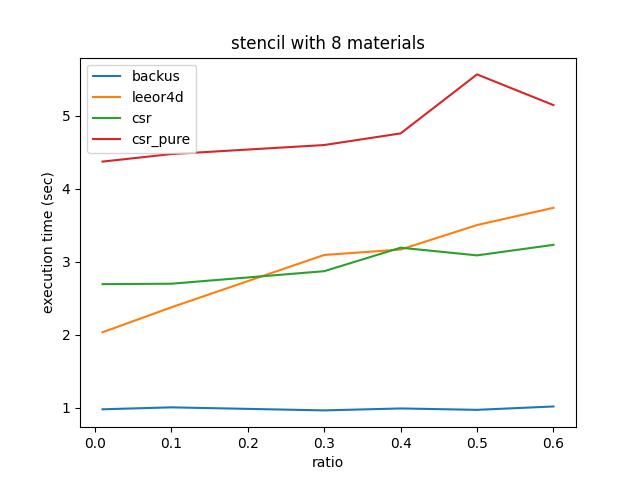 stencil with 8 materials
backus
leeor4d
csr
csr_pure
execution time (sec)
5
4
3
2
1
0.0 0.1 0.2 0.3 0.4 0.5 0.6
ratio